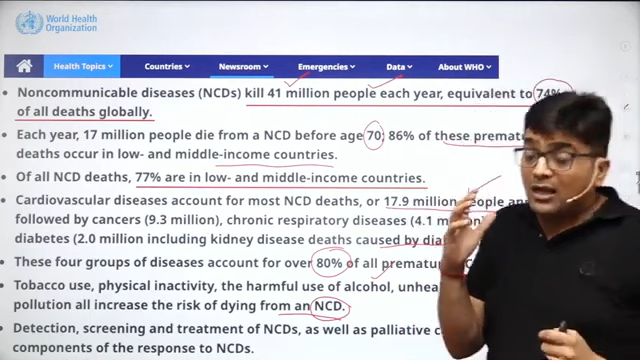 World Health
Organization
Health Topics
Countries
Newsroom
Emergencies
Data
About WHO
Noncommunicable diseases (NCDs) kill 41 million people each year, equivalent to 74%
of all deaths globally.
Each year, 17 million people die from a NCD before age 70; 86% of these
deaths occur in low- and middle-income countries.
Of all NCD deaths, 77% are in low- and middle-income countries.
Cardiovascular diseases account for most NCD deaths, or 17.9 million people
followed by cancers (9.3 million), chronic respiratory diseases (4.1
diabetes (2.0 million including kidney disease deaths caused by
These four groups of diseases account for over 80% of all
Tobacco use, physical inactivity, the harmful use of alcohol,
pollution all increase the risk of dying from an NCD.
Detection, screening and treatment of NCDs, as well as palliative
components of the response to NCDs.